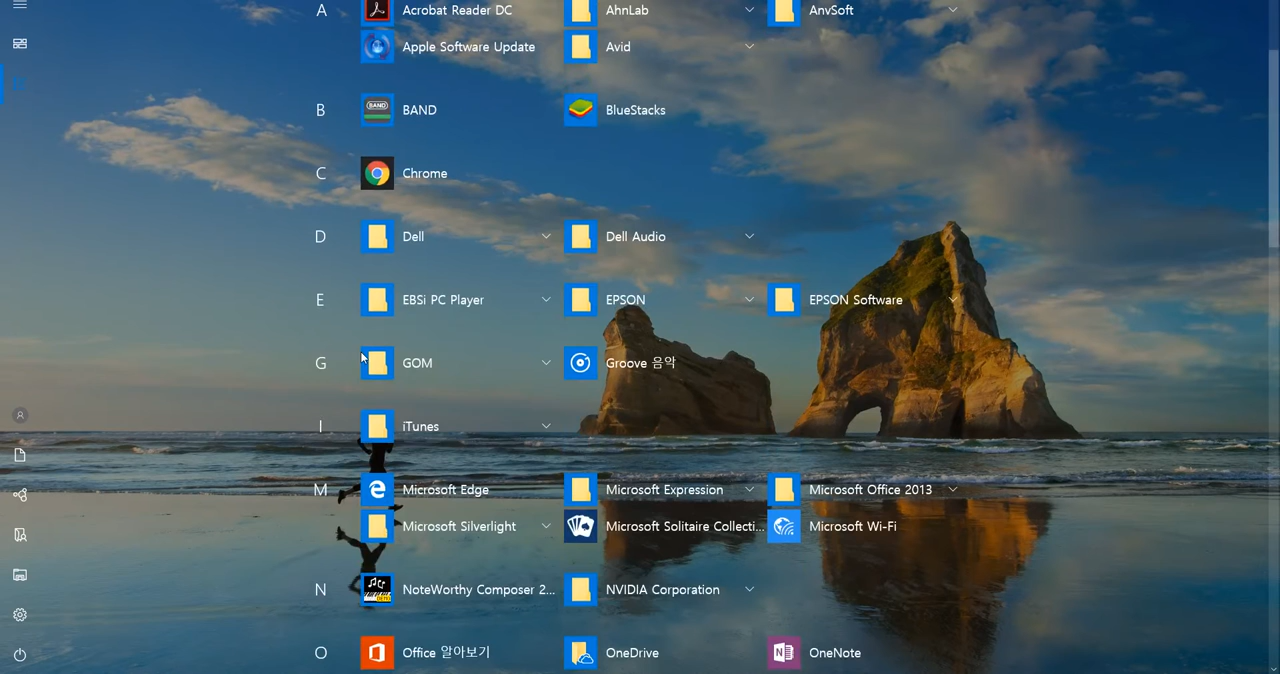 A Acrobat Reader DC AhnLab AnvSoft
Apple Software Update Avid
B BAND BlueStacks
C Chrome
D Dell Dell Audio
E EBSi PC Player EPSON EPSON Software
G GOM Groove 음악
I iTunes
M Microsoft Edge Microsoft Expression Microsoft Office 2013
Microsoft Silverlight Microsoft Solitaire Collecti... Microsoft Wi-Fi
N NoteWorthy Composer 2... NVIDIA Corporation
O Office 알아보기 OneDrive OneNote